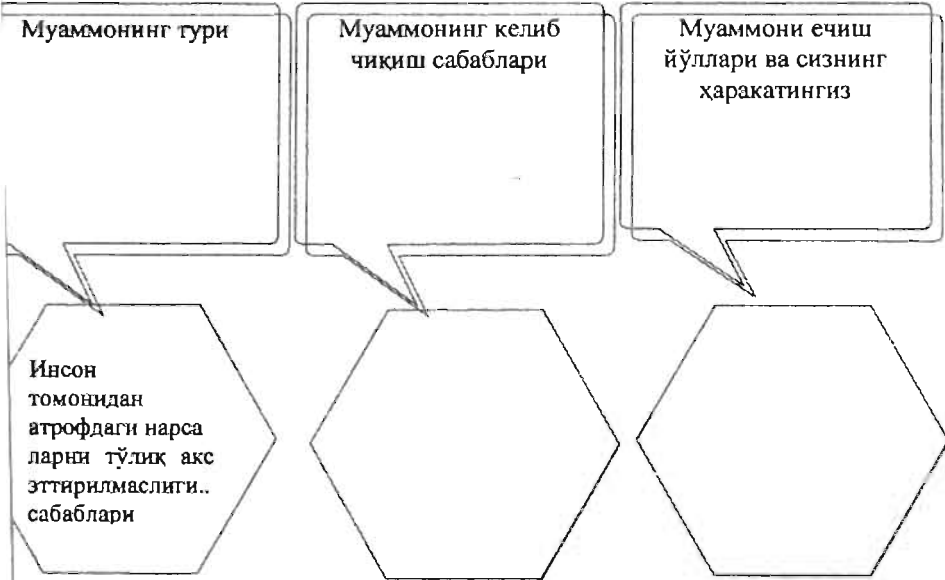 Муаммонинг тури
Муаммонинг келиб
чиқиш сабаблари
Муаммони ечиш
йўллари ва сизнинг
ҳаракатингиз
Инсон
томонидан
атрофдаги нарса
ларни тўлиқ акс
эттирилмаслиги..
сабаблари